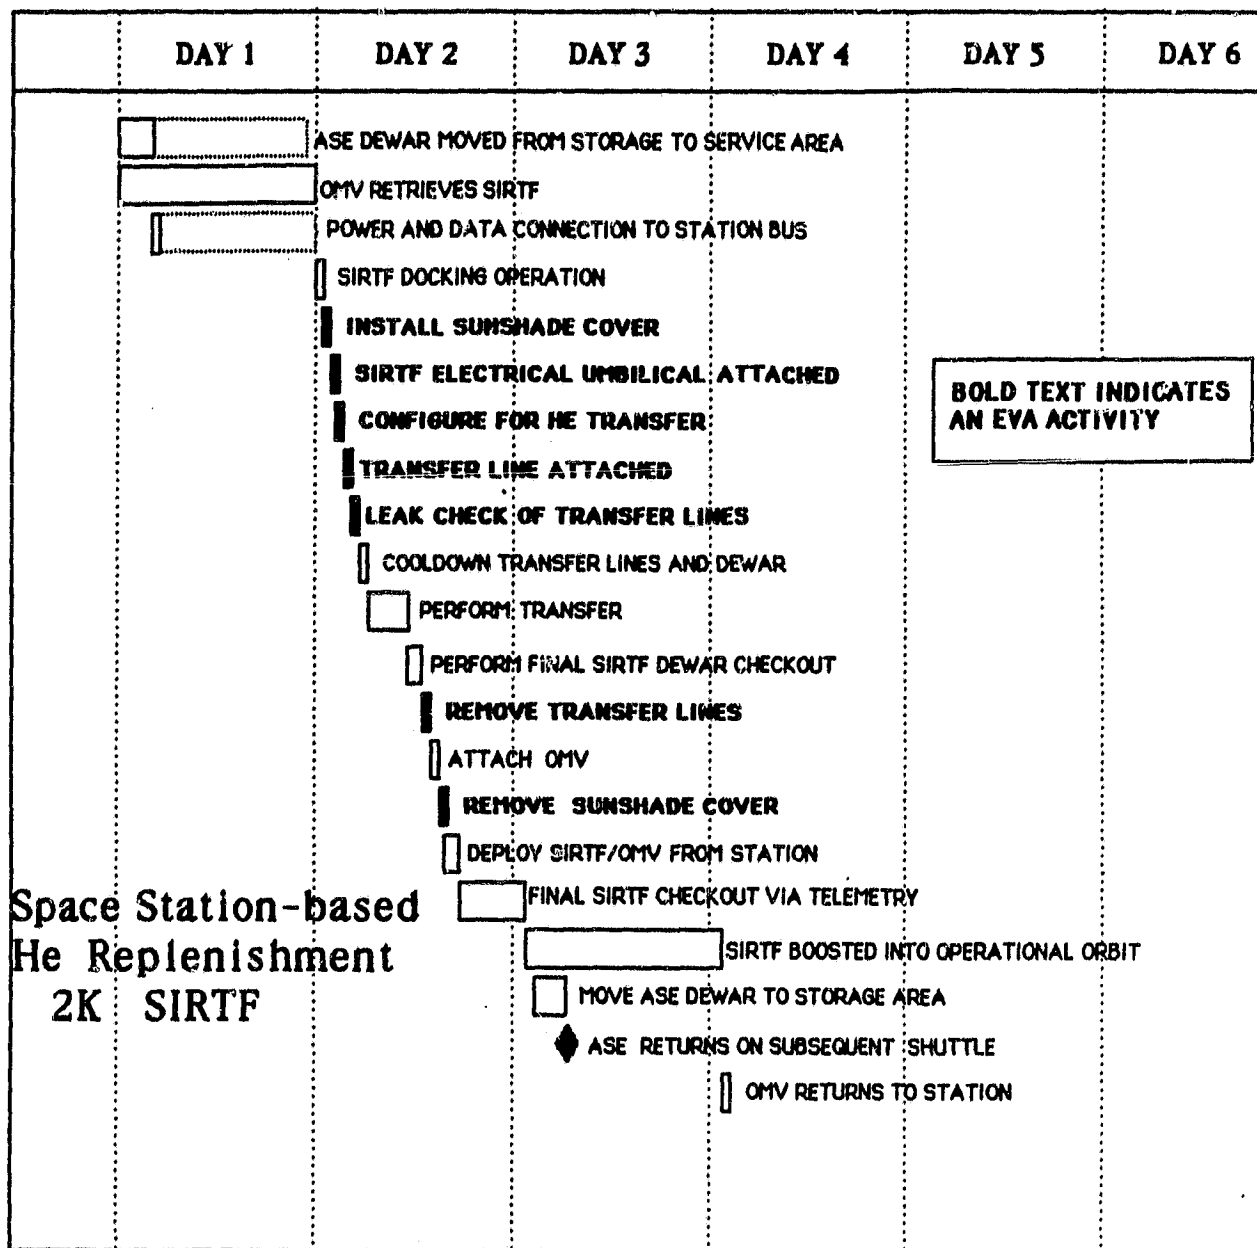 DAY 1 DAY 2 DAY 3 DAY 4 DAY 5 DAY 6
ASE DEWAR MOVED FROM STORAGE TO SERVICE AREA
OMV RETRIEVES SIRTF
POWER AND DATA CONNECTION TO STATION BUS
SIRTF DOCKING OPERATION
INSTALL SUNSHADE COVER
SIRTF ELECTRICAL UMBILICAL ATTACHED
BOLD TEXT INDICATES
AN EVA ACTIVITY
CONFIGURE FOR HE TRANSFER
TRANSFER LINE ATTACHED
LEAK CHECK OF TRANSFER LINES
COOLDOWN TRANSFER LINES AND DEWAR
PERFORM TRANSFER
PERFORM FINAL SIRTF DEWAR CHECKOUT
REMOVE TRANSFER LINES
ATTACH OMV
REMOVE SUNSHADE COVER
DEPLOY SIRTF/OMV FROM STATION
FINAL SIRTF CHECKOUT VIA TELEMETRY
SIRTF BOOSTED INTO OPERATIONAL ORBIT
MOVE ASE DEWAR TO STORAGE AREA
ASE RETURNS ON SUBSEQUENT SHUTTLE
OMV RETURNS TO STATION
Space Station-based
He Replenishment
2K SIRTF